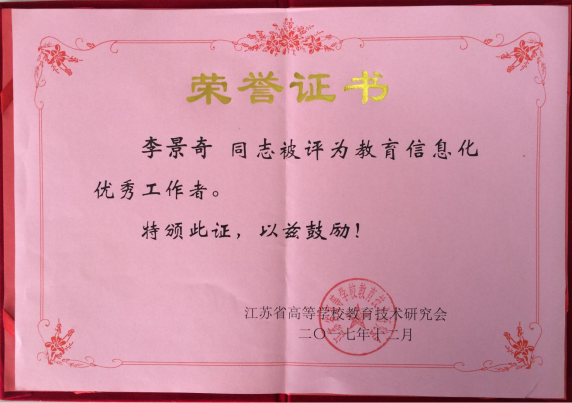 荣誉证书
李景奇 同志被评为教育信息化
优秀工作者。
特颁此证，以兹鼓励！
江苏省高等学校教育技术研究会
二〇一七年十二月